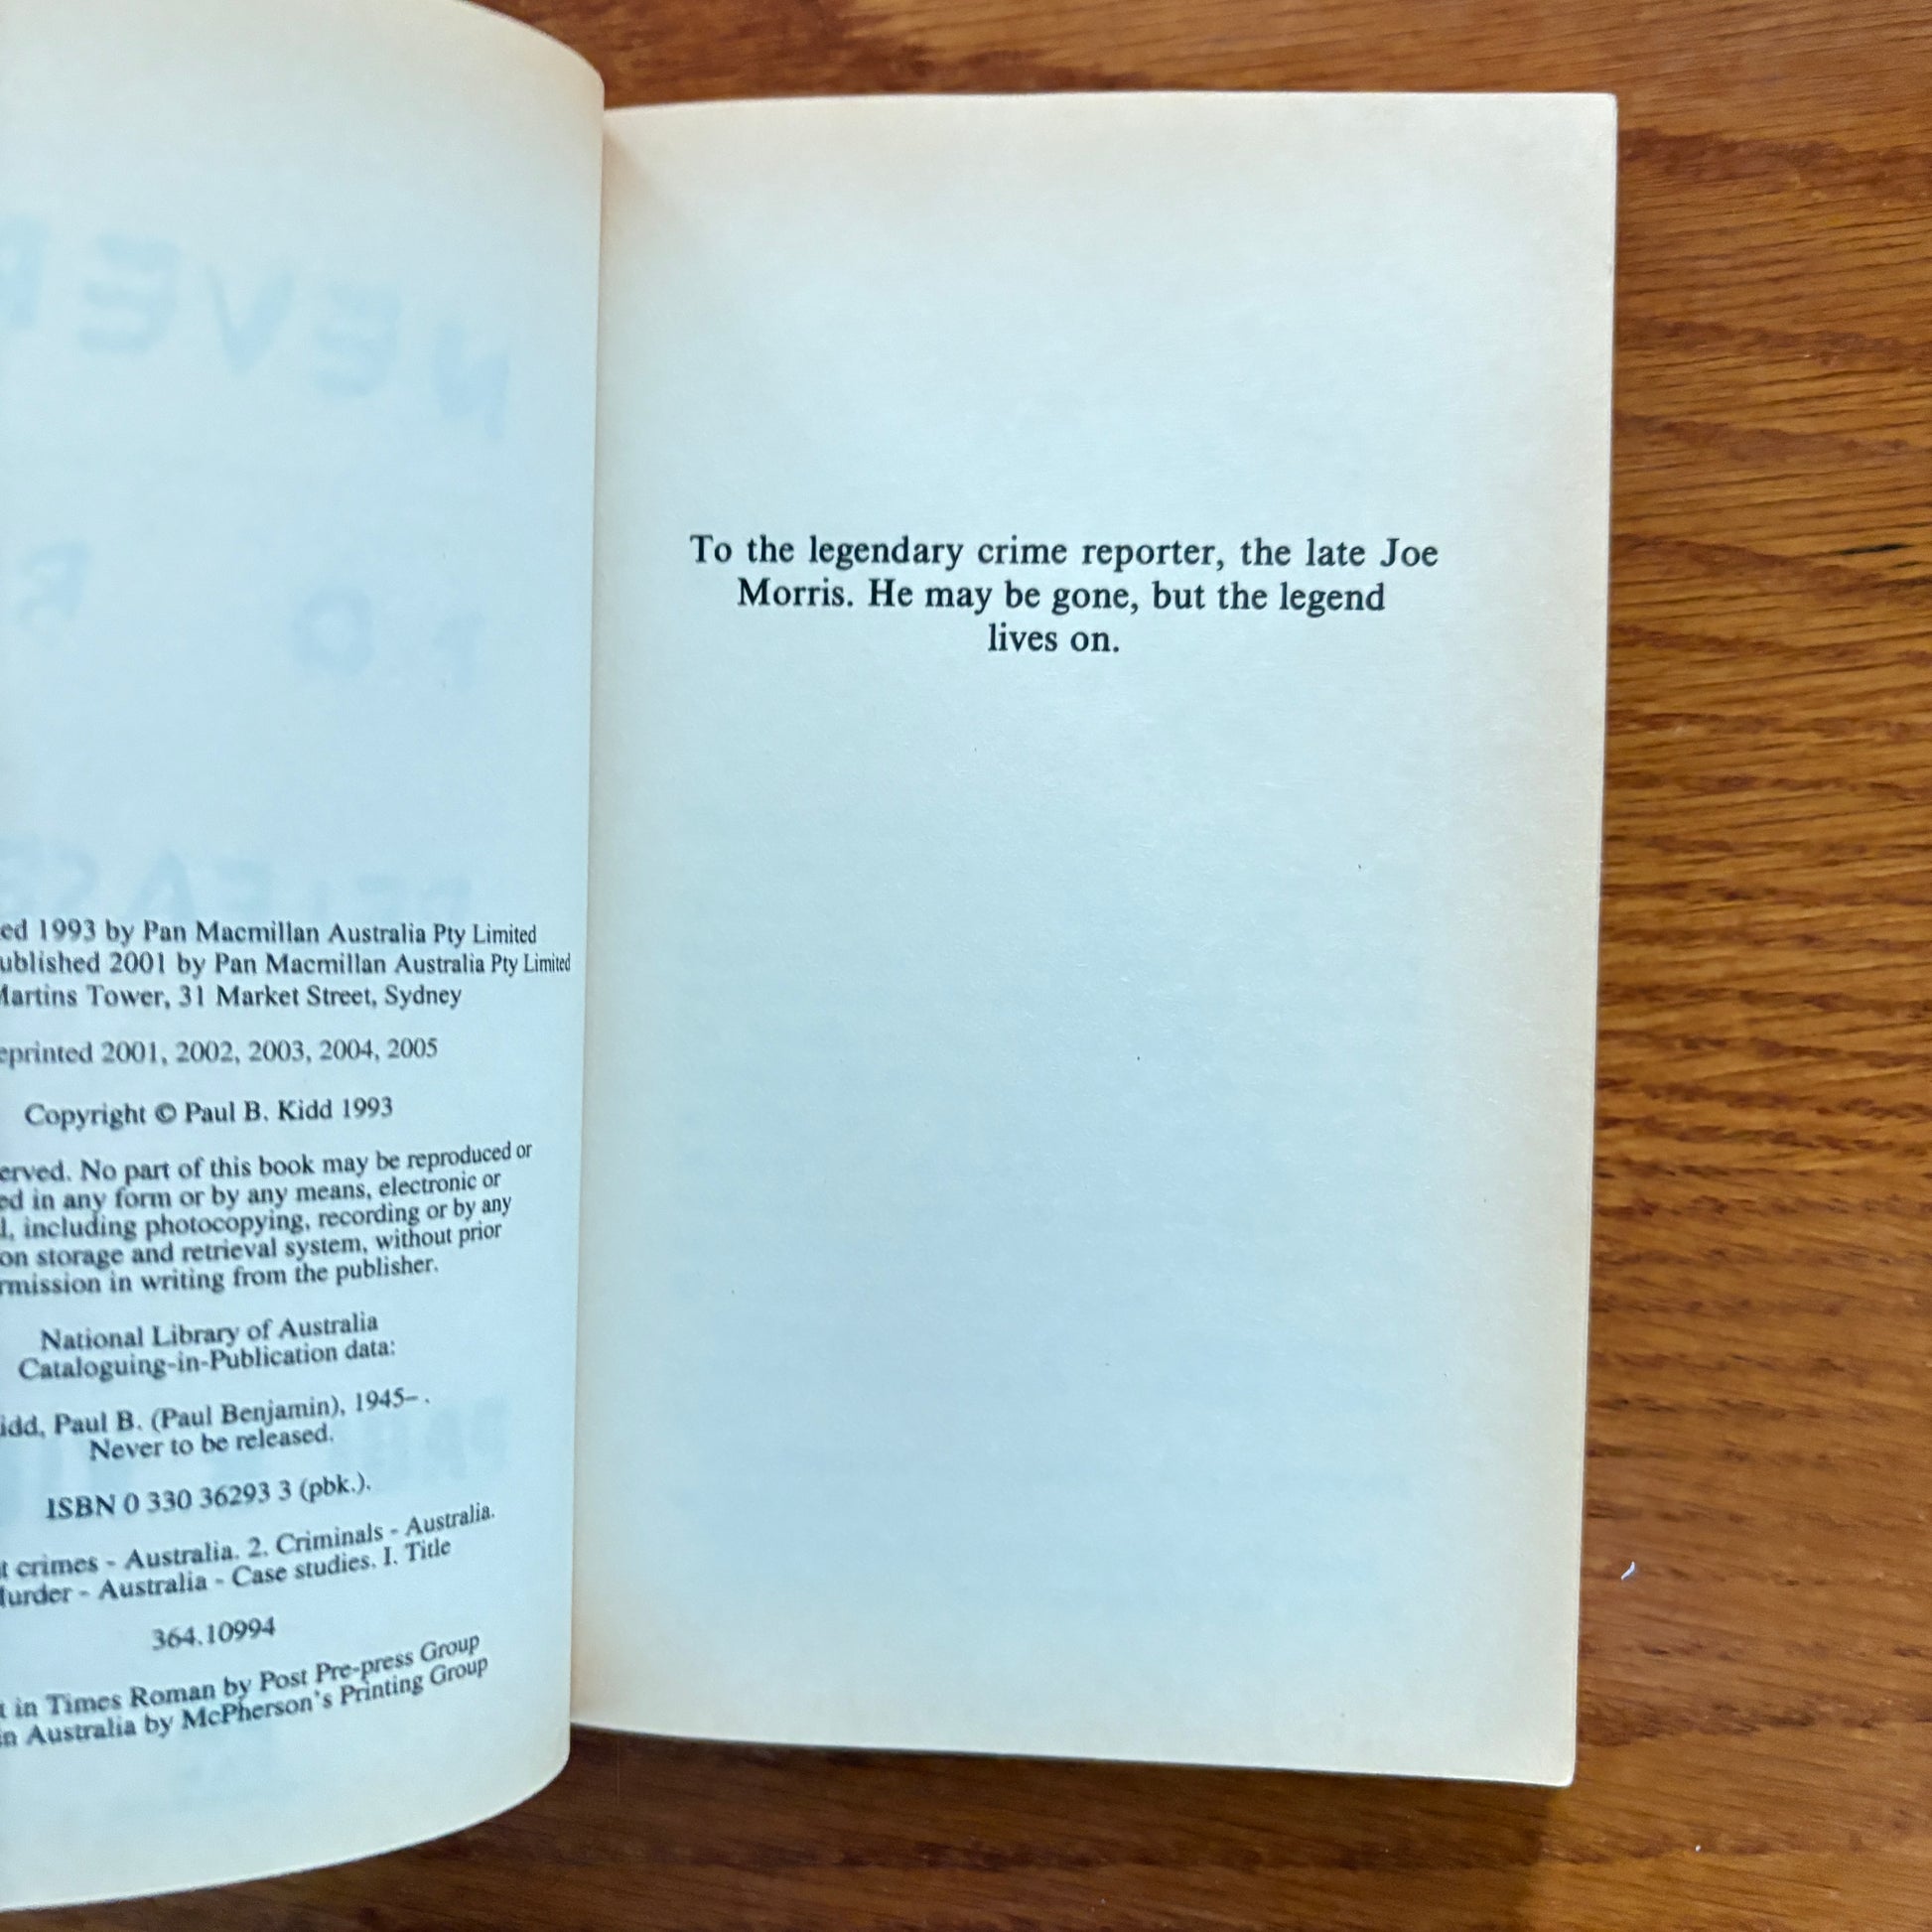 ed 1993 by Pan Macmillan Australia Pty Limited
ublished 2001 by Pan Macmillan Australia Pty Limited
Martins Tower, 31 Market Street, Sydney
eprinted 2001, 2002, 2003, 2004, 2005
Copyright © Paul B. Kidd 1993
erved. No part of this book may be reproduced or
ed in any form or by any means, electronic or
l, including photocopying, recording or by any
on storage and retrieval system, without prior
rmission in writing from the publisher.
National Library of Australia
Cataloguing-in-Publication data:
idd, Paul B. (Paul Benjamin), 1945– .
Never to be released.
ISBN 0 330 36293 3 (pbk.).
t crimes - Australia. 2. Criminals - Australia.
Murder - Australia - Case studies. I. Title
364.10994
t in Times Roman by Post Pre-press Group
in Australia by McPherson's Printing Group
To the legendary crime reporter, the late Joe
Morris. He may be gone, but the legend
lives on.